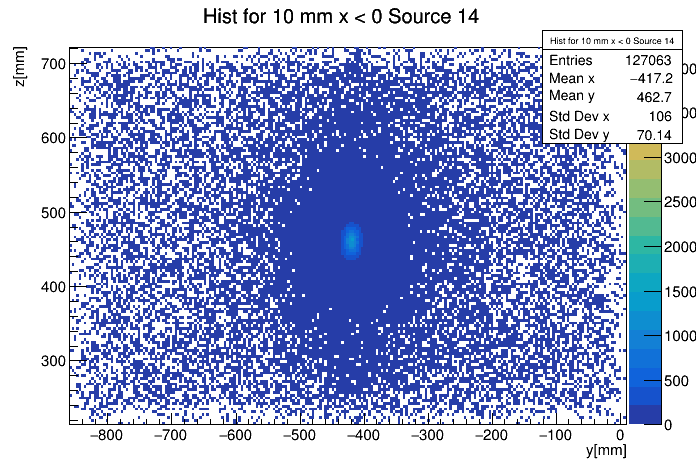 Hist for 10 mm x < 0 Source 14
Hist for 10 mm x < 0 Source 14
Entries 127063
Mean x −417.2
Mean y 462.7
Std Dev x 106
Std Dev y 70.14
z[mm]
700
600
500
400
300
−800 −700 −600 −500 −400 −300 −200 −100 0
y[mm]
3000
2500
2000
1500
1000
500
0